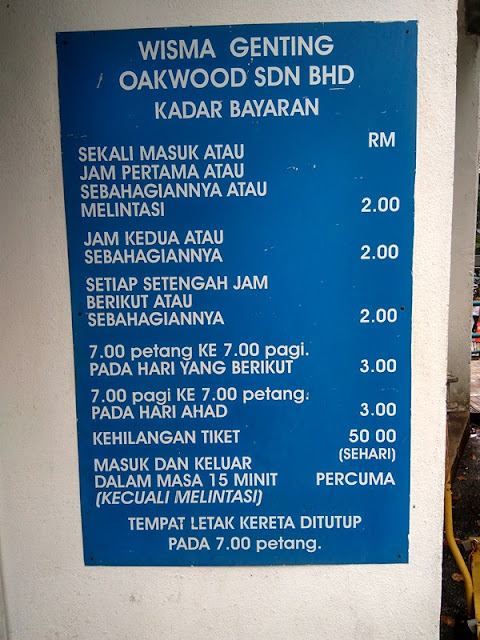 WISMA GENTING
OAKWOOD SDN BHD
KADAR BAYARAN
RM
SEKALI MASUK ATAU
JAM PERTAMA ATAU
SEBAHAGIANNYA ATAU
MELINTASI 2.00
JAM KEDUA ATAU
SEBAHAGIANNYA 2.00
SETIAP SETENGAH JAM
BERIKUT ATAU
SEBAHAGIANNYA 2.00
7.00 petang KE 7.00 pagi.
PADA HARI YANG BERIKUT 3.00
7.00 pagi KE 7.00 petang.
PADA HARI AHAD 3.00
KEHILANGAN TIKET 50 00
(SEHARI)
MASUK DAN KELUAR
DALAM MASA 15 MINIT PERCUMA
(KECUALI MELINTASI)
TEMPAT LETAK KERETA DITUTUP
PADA 7.00 petang.